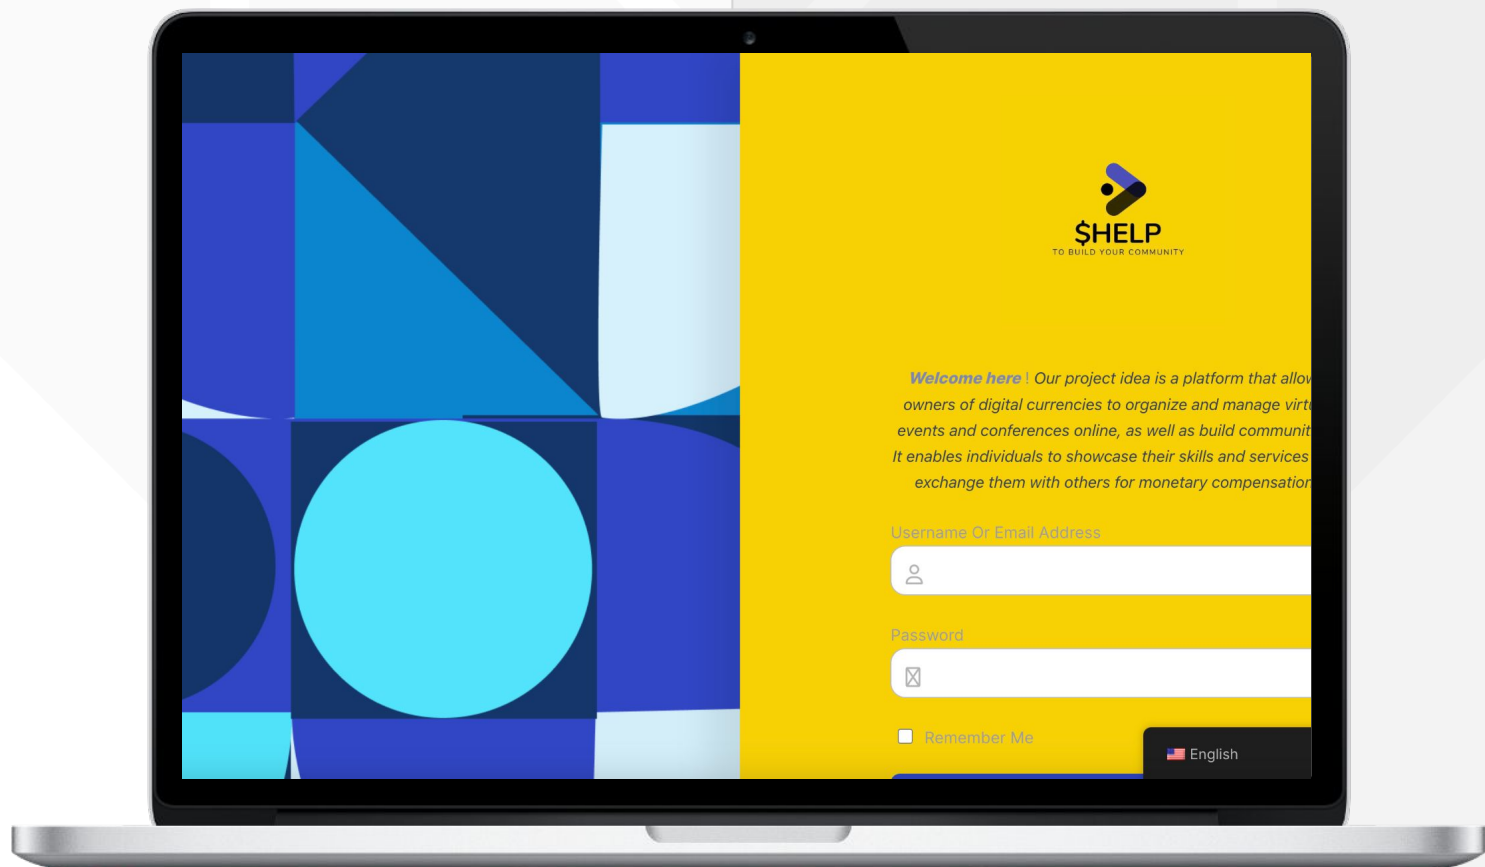 $HELP
TO BUILD YOUR COMMUNITY
Welcome here ! Our project idea is a platform that allow
owners of digital currencies to organize and manage virtu
events and conferences online, as well as build communit
It enables individuals to showcase their skills and services
exchange them with others for monetary compensation
Username Or Email Address
Password
Remember Me
English